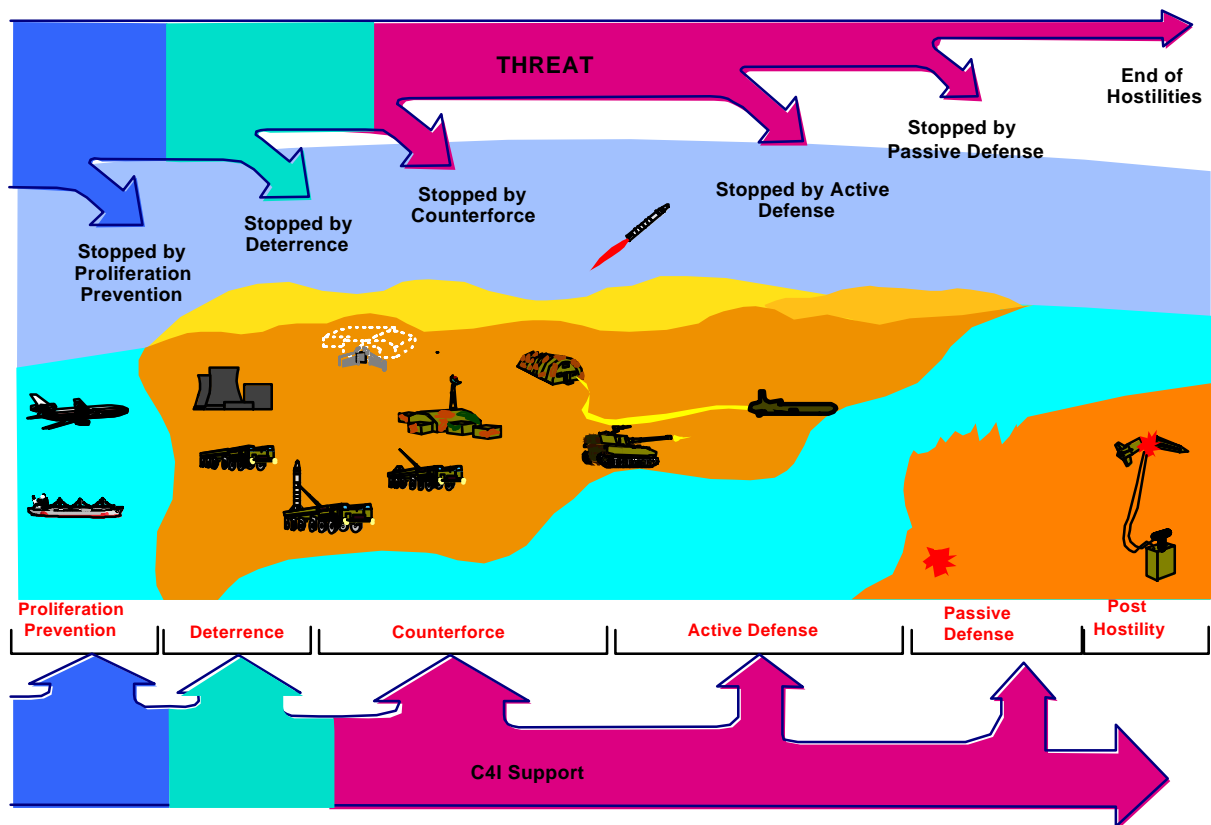 THREAT
End of
Hostilities
Stopped by
Passive Defense
Stopped by Active
Defense
Stopped by
Counterforce
Stopped by
Deterrence
Stopped by
Proliferation
Prevention
Proliferation
Prevention
Deterrence
Counterforce
Active Defense
Passive
Defense
Post
Hostility
C4I Support